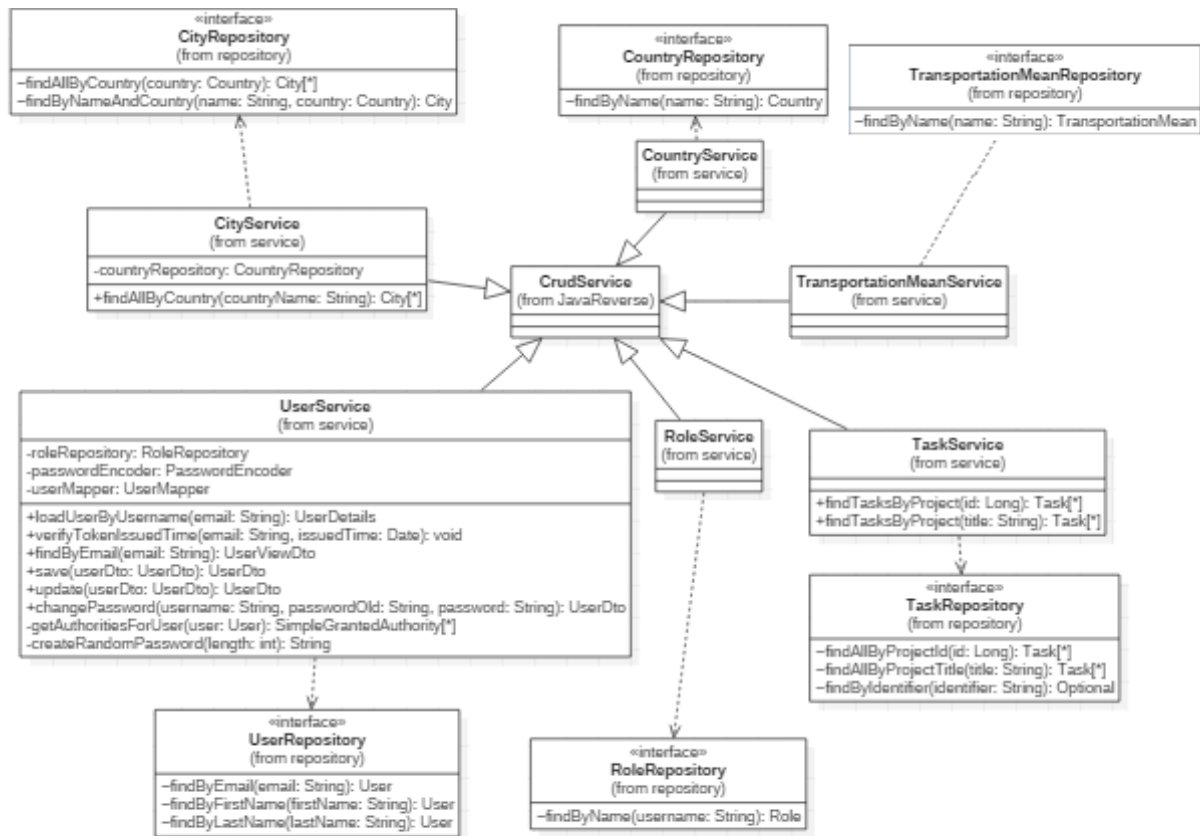 «interface»
CityRepository
(from repository)
~findAllByCountry(country: Country): City[*]
~findByNameAndCountry(name: String, country: Country): City
«interface»
CountryRepository
(from repository)
~findByName(name: String): Country
«interface»
TransportationMeanRepository
(from repository)
~findByName(name: String): TransportationMean
CountryService
(from service)
CityService
(from service)
-countryRepository: CountryRepository
+findAllByCountry(countryName: String): City[*]
CrudService
(from JavaReverse)
TransportationMeanService
(from service)
UserService
(from service)
-roleRepository: RoleRepository
-passwordEncoder: PasswordEncoder
-userMapper: UserMapper
+loadUserByUsername(email: String): UserDetails
+verifyTokenIssuedTime(email: String, issuedTime: Date): void
+findByEmail(email: String): UserViewDto
+save(userDto: UserDto): UserDto
+update(userDto: UserDto): UserDto
+changePassword(username: String, passwordOld: String, password: String): UserDto
-getAuthoritiesForUser(user: User): SimpleGrantedAuthority[*]
-createRandomPassword(length: int): String
RoleService
(from service)
TaskService
(from service)
+findTasksByProject(id: Long): Task[*]
+findTasksByProject(title: String): Task[*]
«interface»
TaskRepository
(from repository)
~findAllByProjectId(id: Long): Task[*]
~findAllByProjectTitle(title: String): Task[*]
~findByIdentifier(identifier: String): Optional
«interface»
UserRepository
(from repository)
~findByEmail(email: String): User
~findByFirstName(firstName: String): User
~findByLastName(lastName: String): User
«interface»
RoleRepository
(from repository)
~findByName(username: String): Role